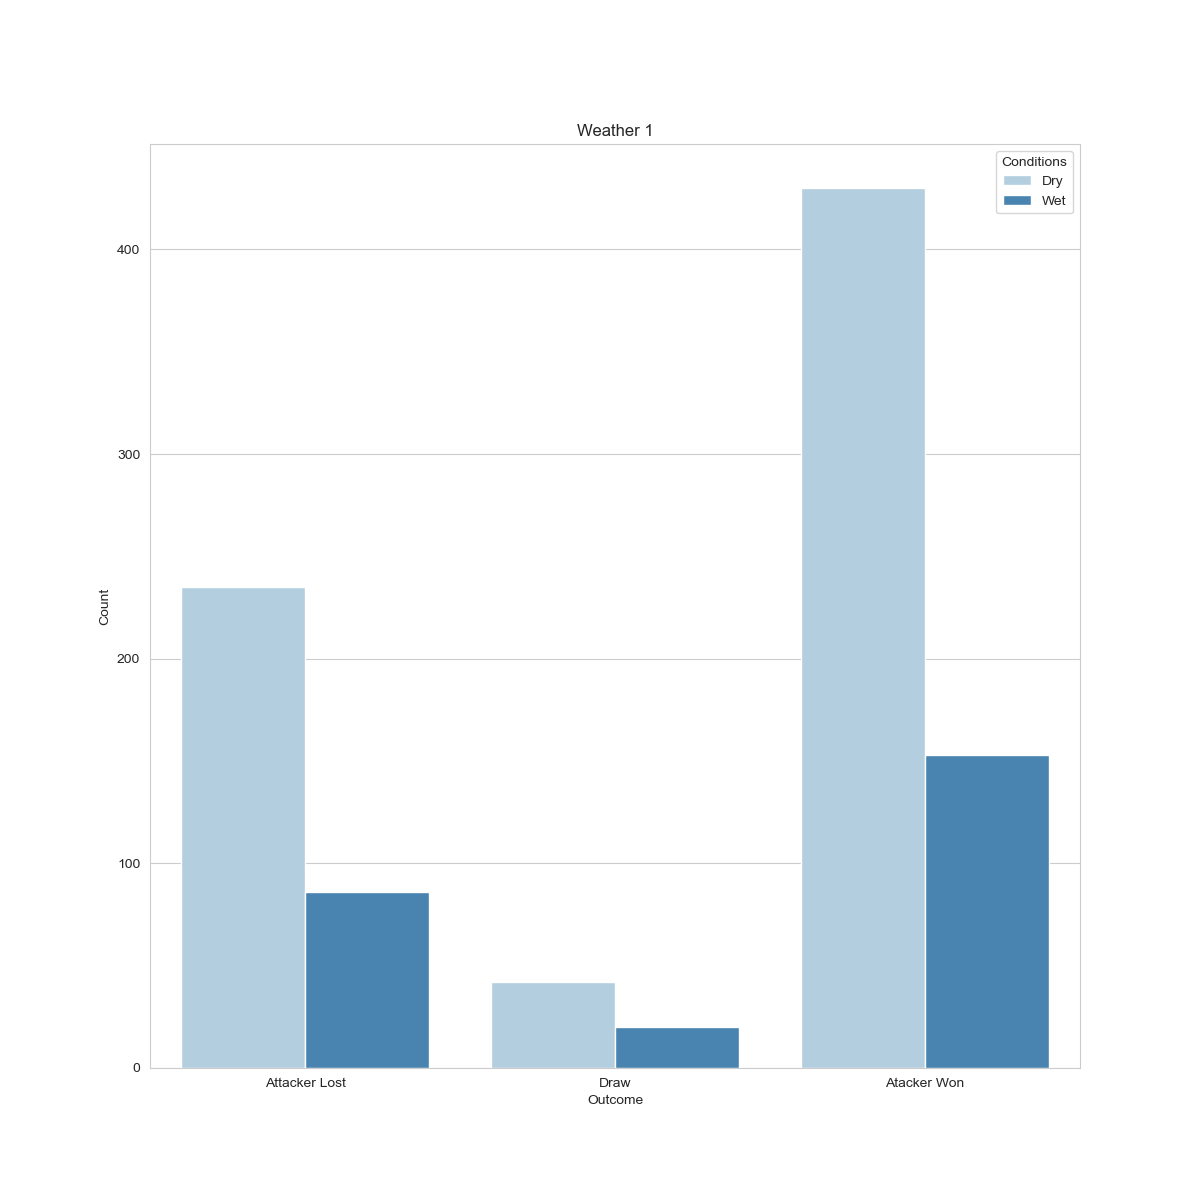 Weather 1
Conditions
Dry
Wet
400
300
200
100
0
Count
Attacker Lost
Draw
Atacker Won
Outcome